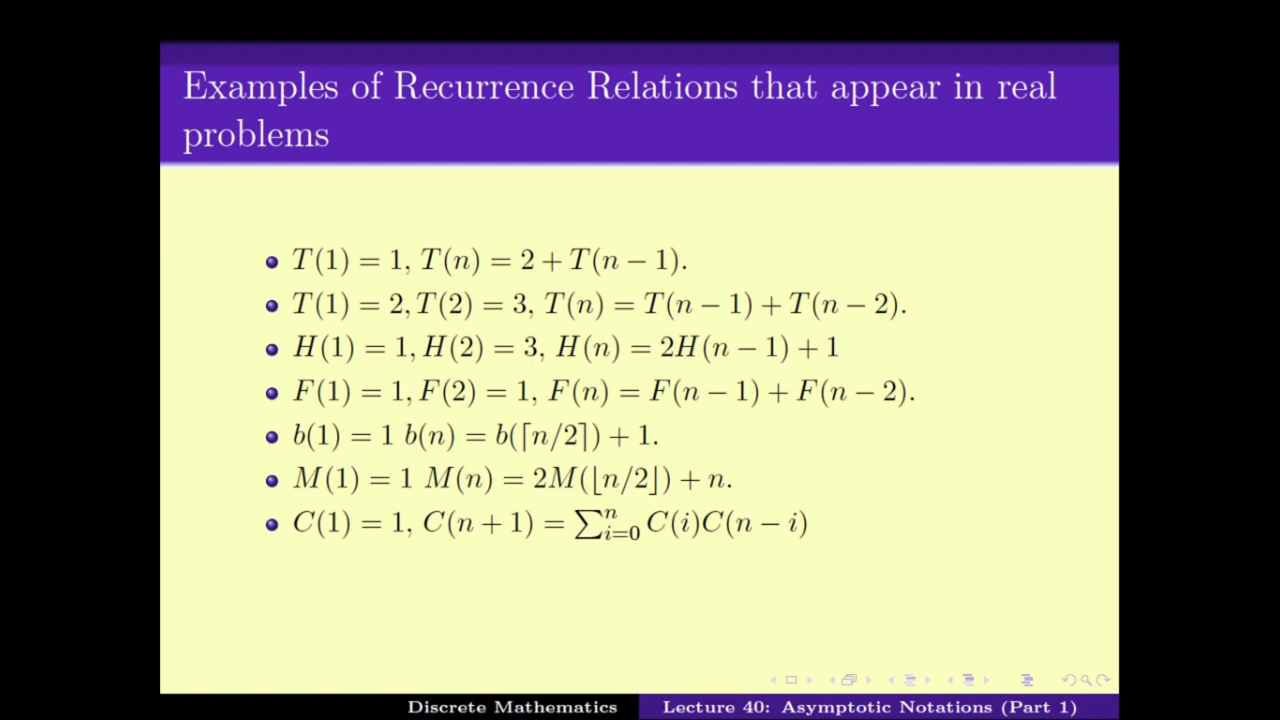 Examples of Recurrence Relations that appear in real
problems
• T(1) = 1, T(n) = 2 + T(n − 1).
• T(1) = 2, T(2) = 3, T(n) = T(n − 1) + T(n − 2).
• H(1) = 1, H(2) = 3, H(n) = 2H(n − 1) + 1
• F(1) = 1, F(2) = 1, F(n) = F(n − 1) + F(n − 2).
• b(1) = 1 b(n) = b(⌈n/2⌉) + 1.
• M(1) = 1 M(n) = 2M(⌊n/2⌋) + n.
• C(1) = 1, C(n + 1) = ∑ⁿᵢ₌₀ C(i)C(n − i)
Discrete Mathematics Lecture 40: Asymptotic Notations (Part 1)